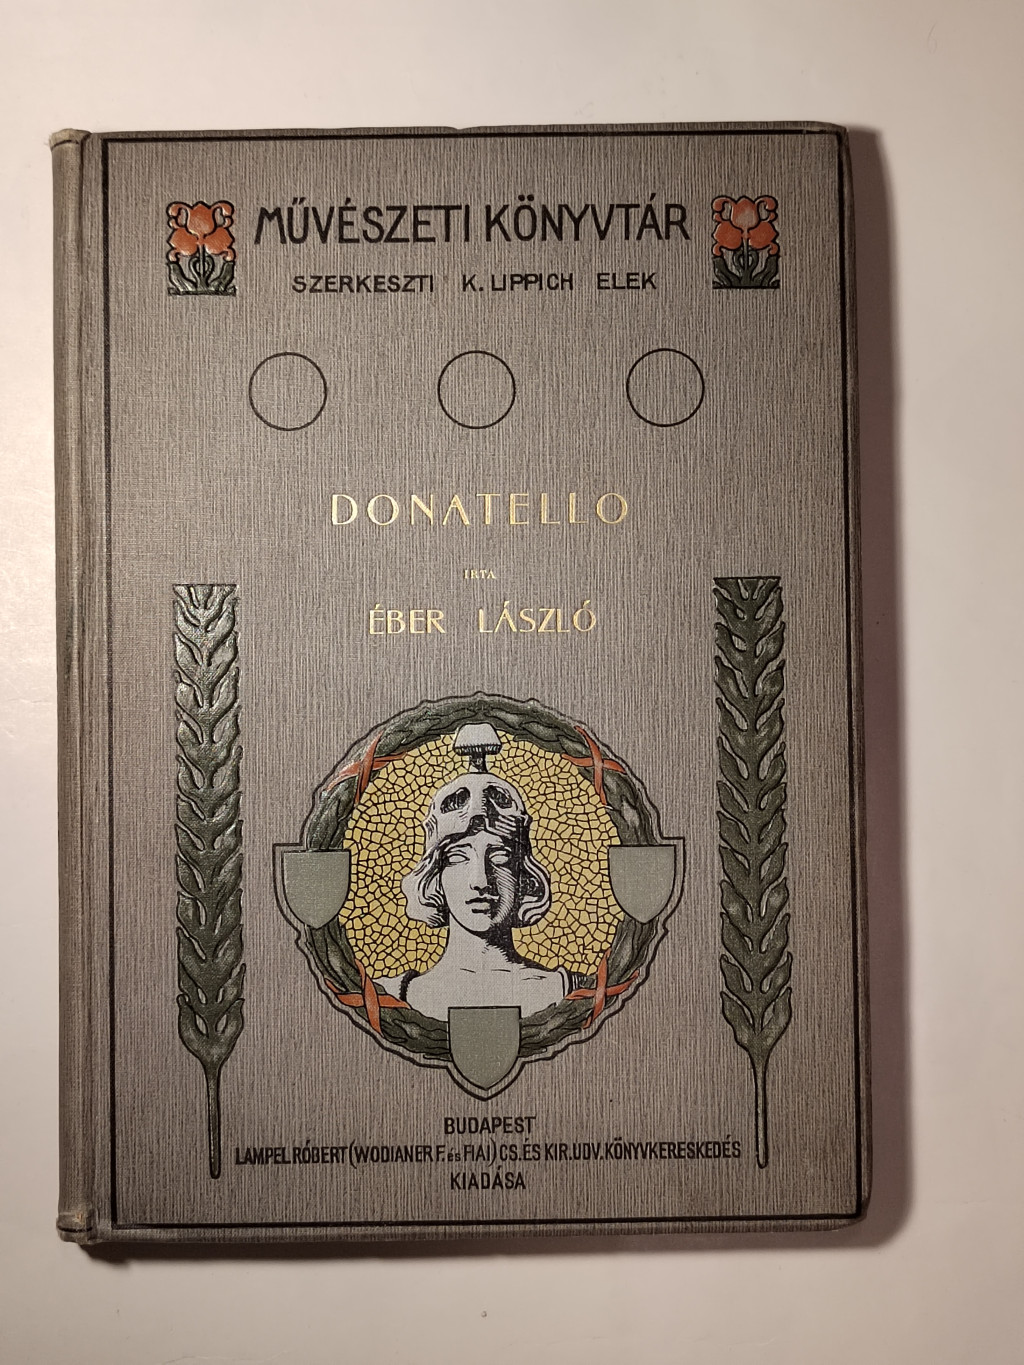 MŰVÉSZETI KÖNYVTÁR
SZERKESZTI K. LIPPICH ELEK
DONATELLO
IRTA
ÉBER LÁSZLÓ
BUDAPEST
LAMPEL RÓBERT (WODIANER F. és FIAI) CS. ÉS KIR. UDV. KÖNYVKERESKEDÉS
KIADÁSA